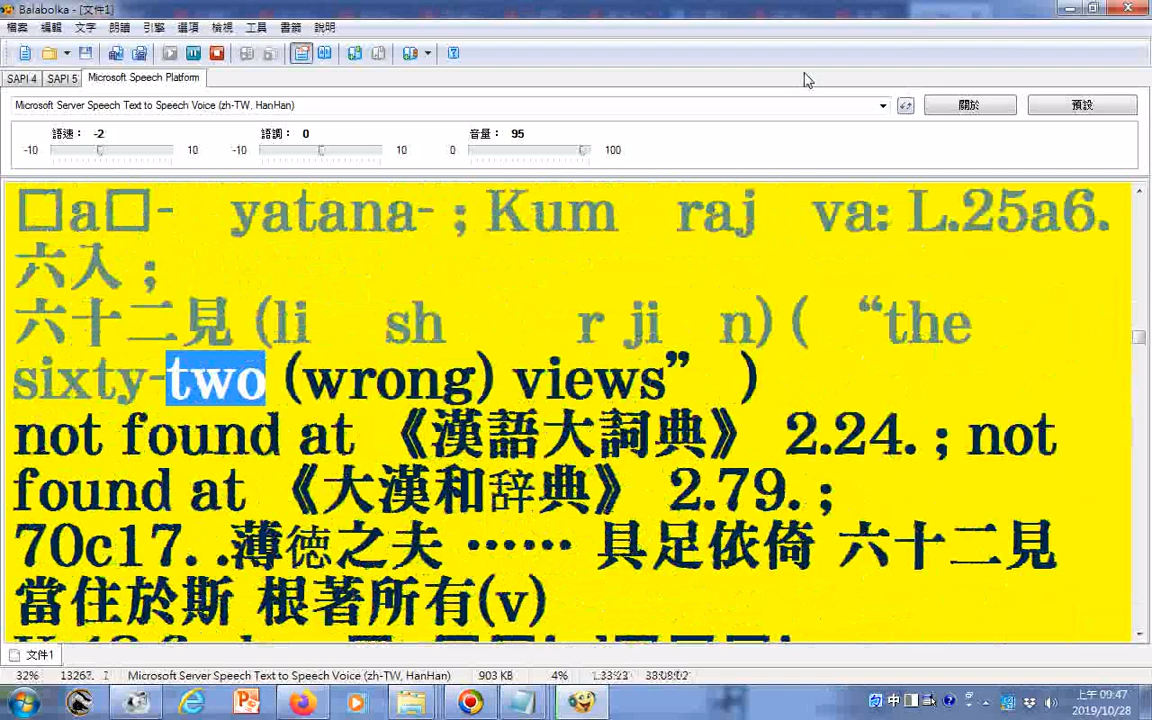 Balabolka - [文件1]
檔案 編輯 文字 朗讀 引擎 選項 檢視 工具 書籤 說明
SAPI 4 SAPI 5 Microsoft Speech Platform
Microsoft Server Speech Text to Speech Voice (zh-TW, HanHan) 關於 預設
語速： -2 語調： 0 音量： 95
-10 10 -10 10 0 100
□a□- yatana- ; Kum raj va: L.25a6.
六入 ;
六十二見 (li sh r ji n) ( “the
sixty-two (wrong) views” )
not found at 《漢語大詞典》 2.24. ; not
found at 《大漢和辞典》 2.79. ;
70c17. .薄徳之夫 …… 具足依倚 六十二見
當住於斯 根著所有(v)
文件1
32% Microsoft Server Speech Text to Speech Voice (zh-TW, HanHan) 903 KB 4%
中 上午 09:47
2019/10/28